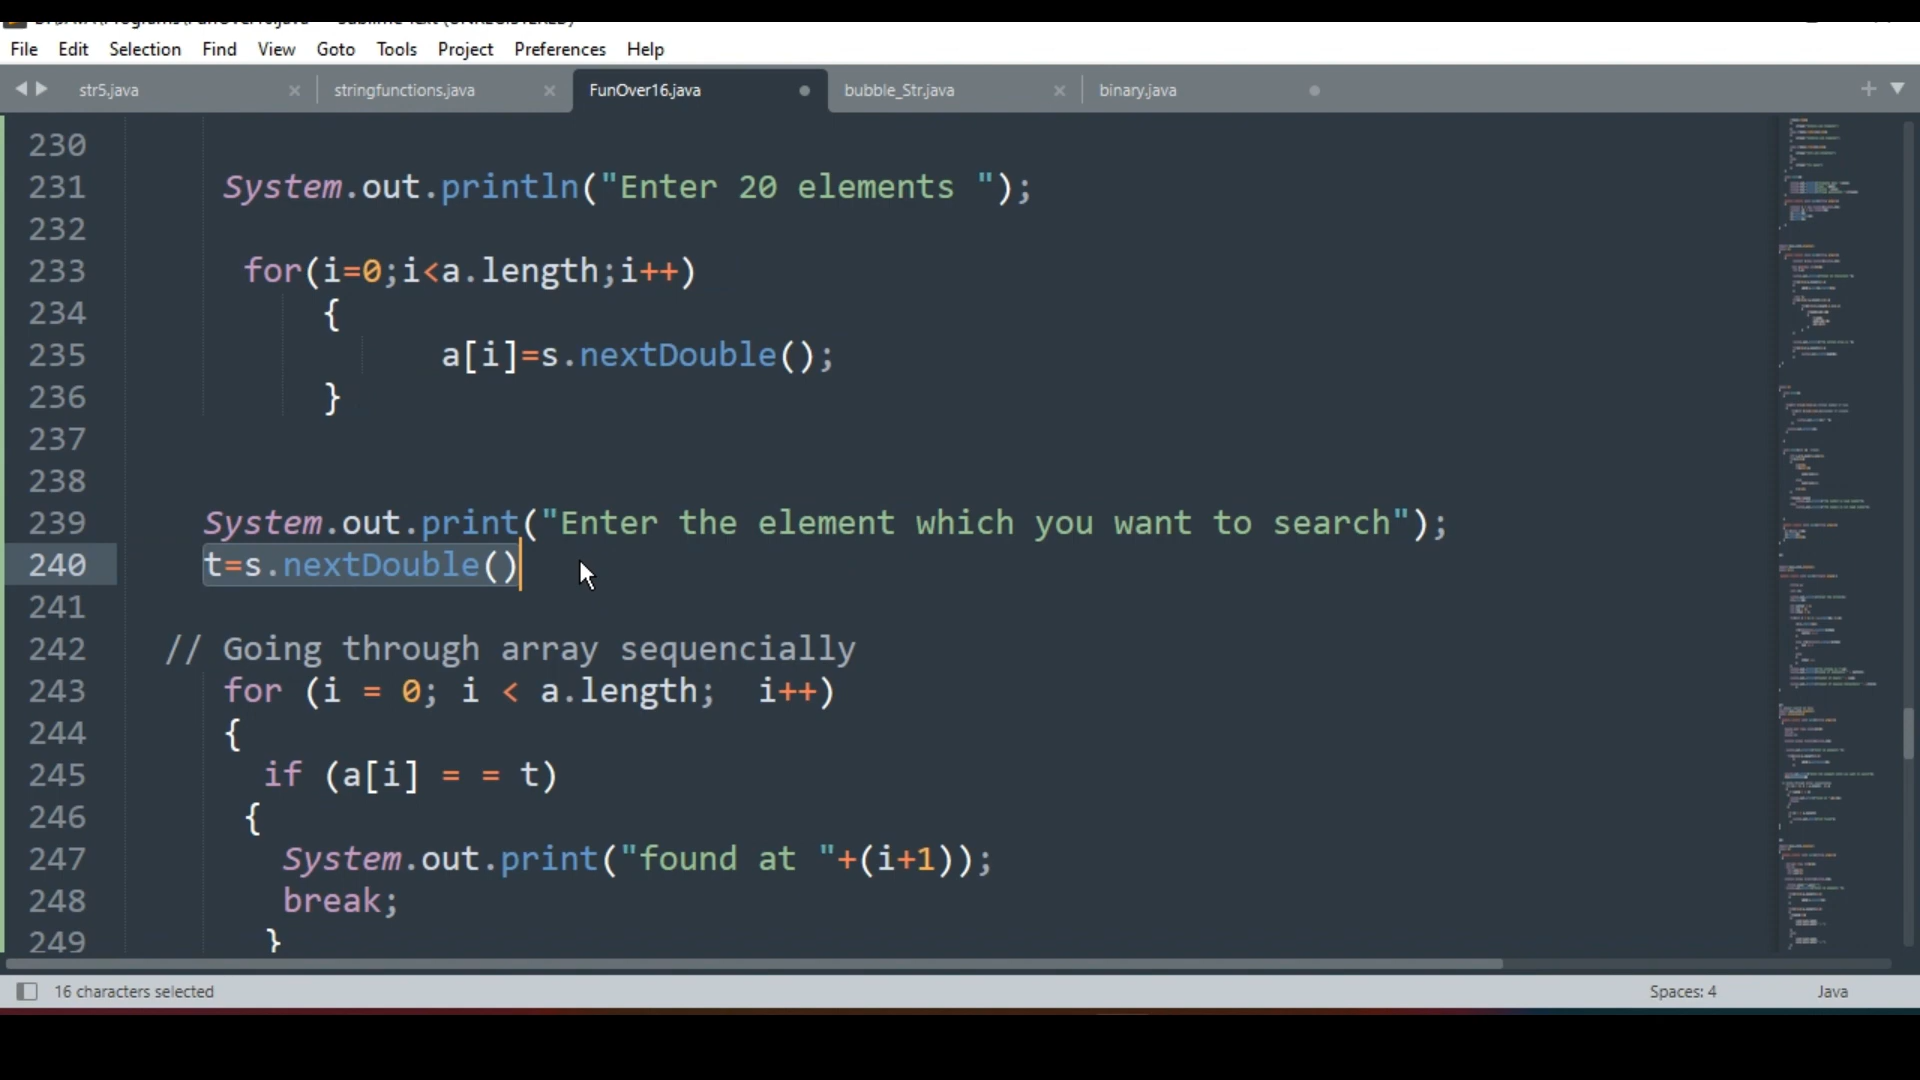 File Edit Selection Find View Goto Tools Project Preferences Help
str5.java × stringfunctions.java × FunOver16.java bubble_Str.java × binary.java
230
231 System.out.println("Enter 20 elements ");
232
233 for(i=0;i<a.length;i++)
234 {
235 a[i]=s.nextDouble();
236 }
237
238
239 System.out.print("Enter the element which you want to search");
240 t=s.nextDouble()
241
242 // Going through array sequencially
243 for (i = 0; i < a.length; i++)
244 {
245 if (a[i] = = t)
246 {
247 System.out.print("found at "+(i+1));
248 break;
249 }
16 characters selected Spaces: 4 Java